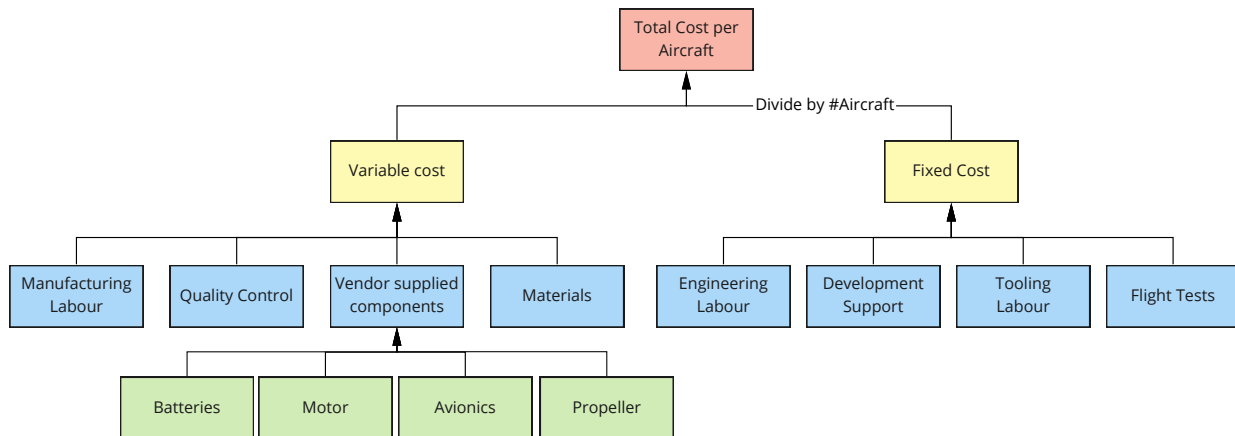 Total Cost per
Aircraft
Divide by #Aircraft
Variable cost
Fixed Cost
Manufacturing
Labour
Quality Control
Vendor supplied
components
Materials
Engineering
Labour
Development
Support
Tooling
Labour
Flight Tests
Batteries
Motor
Avionics
Propeller